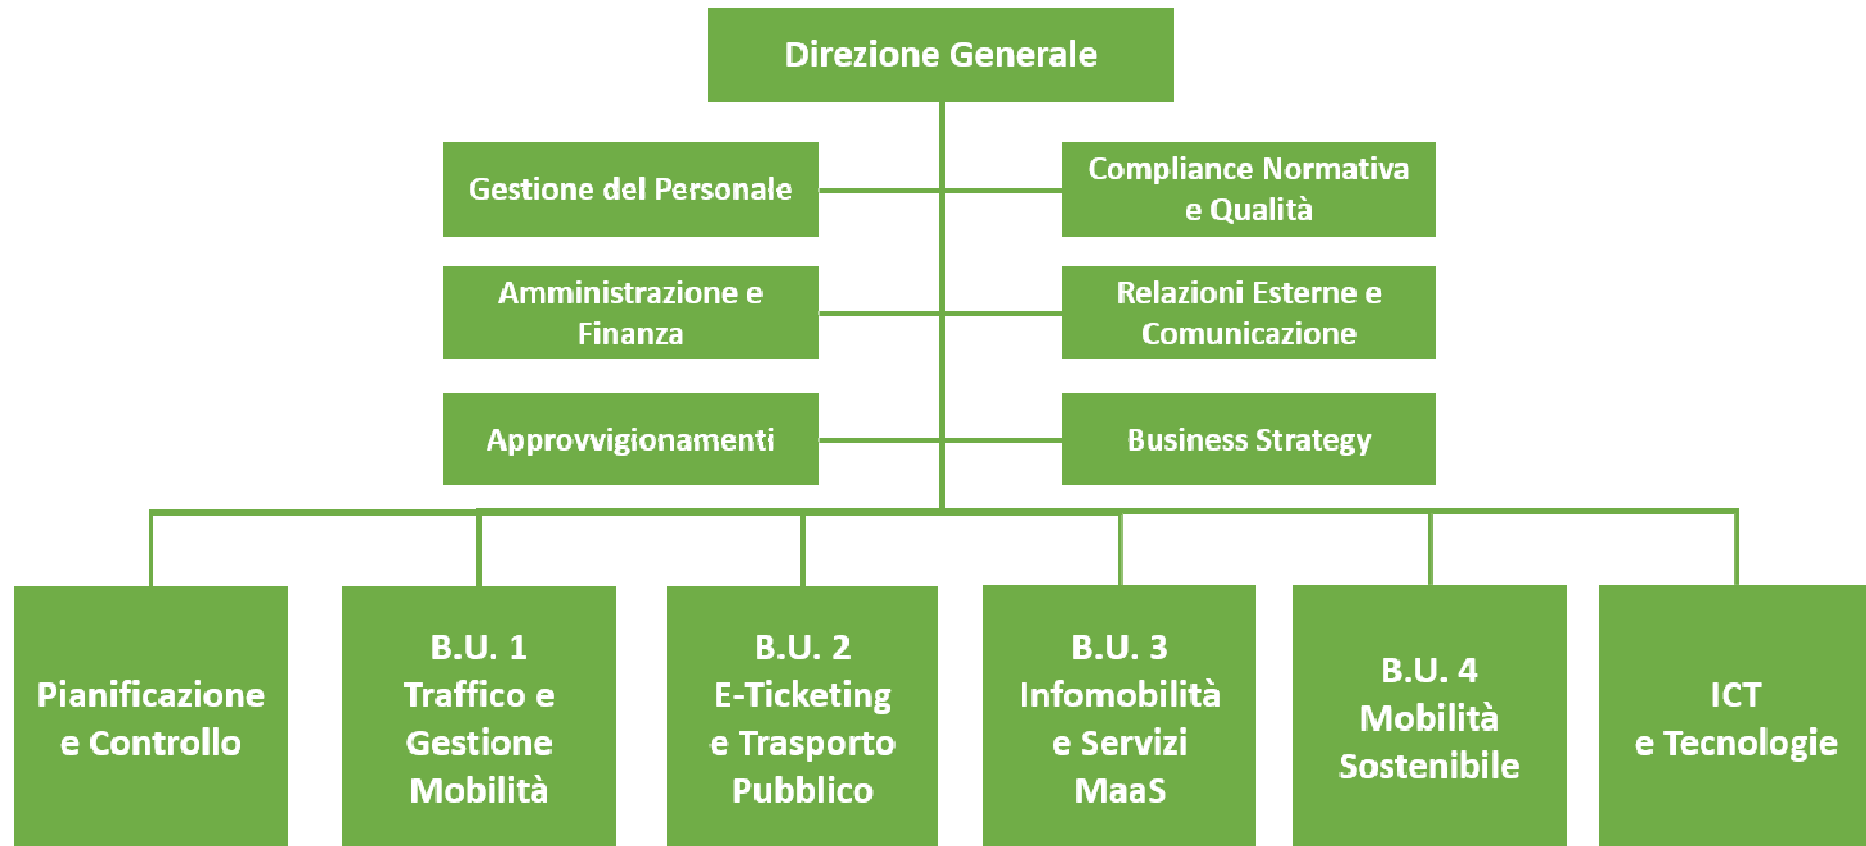 Direzione Generale
Gestione del Personale
Compliance Normativa
e Qualità
Amministrazione e
Finanza
Relazioni Esterne e
Comunicazione
Approvvigionamenti
Business Strategy
Pianificazione
e Controllo
B.U. 1
Traffico e
Gestione
Mobilità
B.U. 2
E-Ticketing
e Trasporto
Pubblico
B.U. 3
Infomobilità
e Servizi
MaaS
B.U. 4
Mobilità
Sostenibile
ICT
e Tecnologie